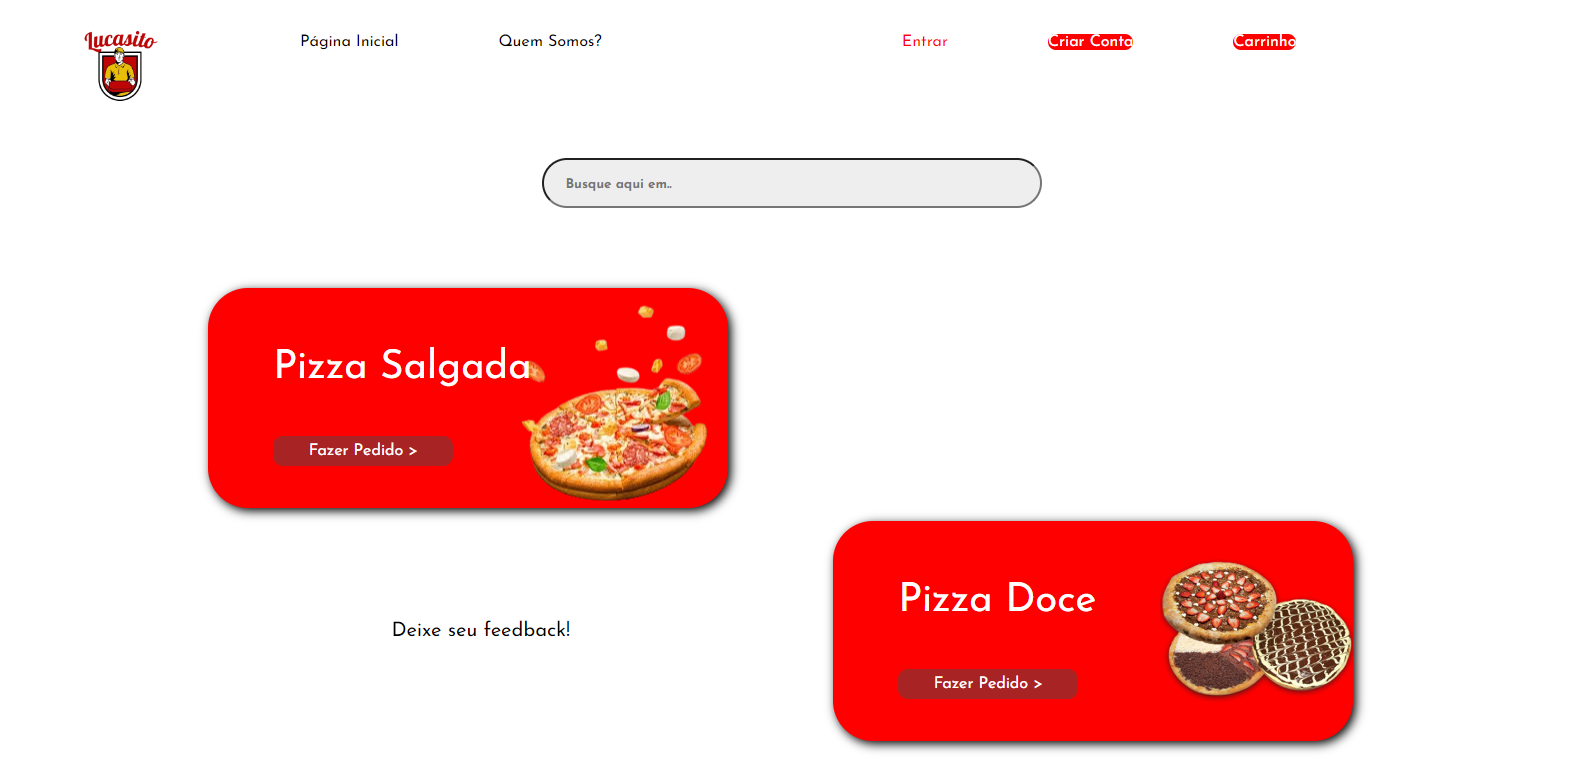 Lucasito
Página Inicial
Quem Somos?
Entrar
Criar Conta
Carrinho
Busque aqui em..
Pizza Salgada
Fazer Pedido >
Pizza Doce
Fazer Pedido >
Deixe seu feedback!